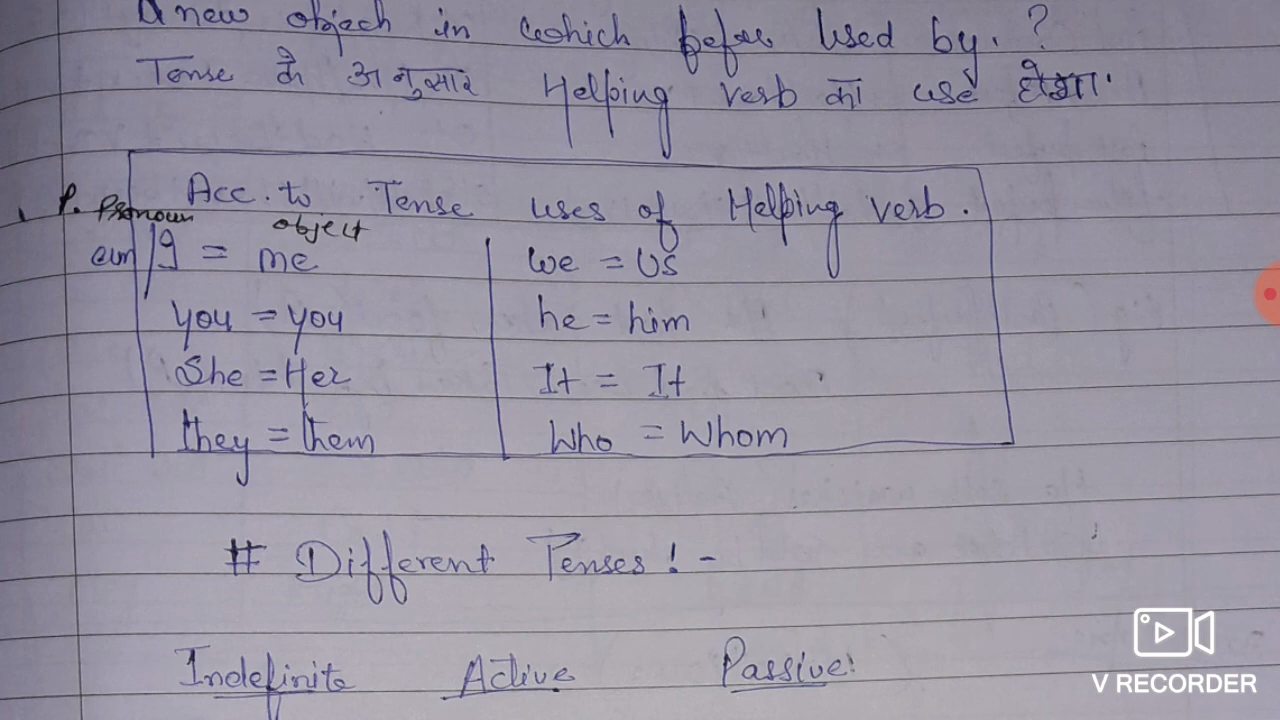 A new object in which before used by. ?
Tense के अनुसार Helping verb का use होगा.
Acc. to Tense uses of Helping verb.
P. Pronoun object
I = me
we = us
you = you
he = him
She = Her
It = It
they = them
Who = Whom
# Different Tenses! -
Indefinite Active Passive
V RECORDER